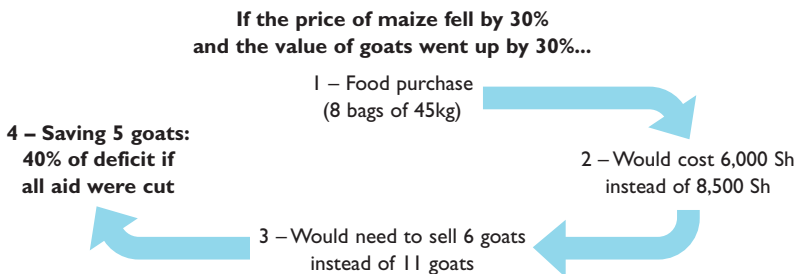 If the price of maize fell by 30%
and the value of goats went up by 30%...
1 – Food purchase
(8 bags of 45kg)
2 – Would cost 6,000 Sh
instead of 8,500 Sh
3 – Would need to sell 6 goats
instead of 11 goats
4 – Saving 5 goats:
40% of deficit if
all aid were cut